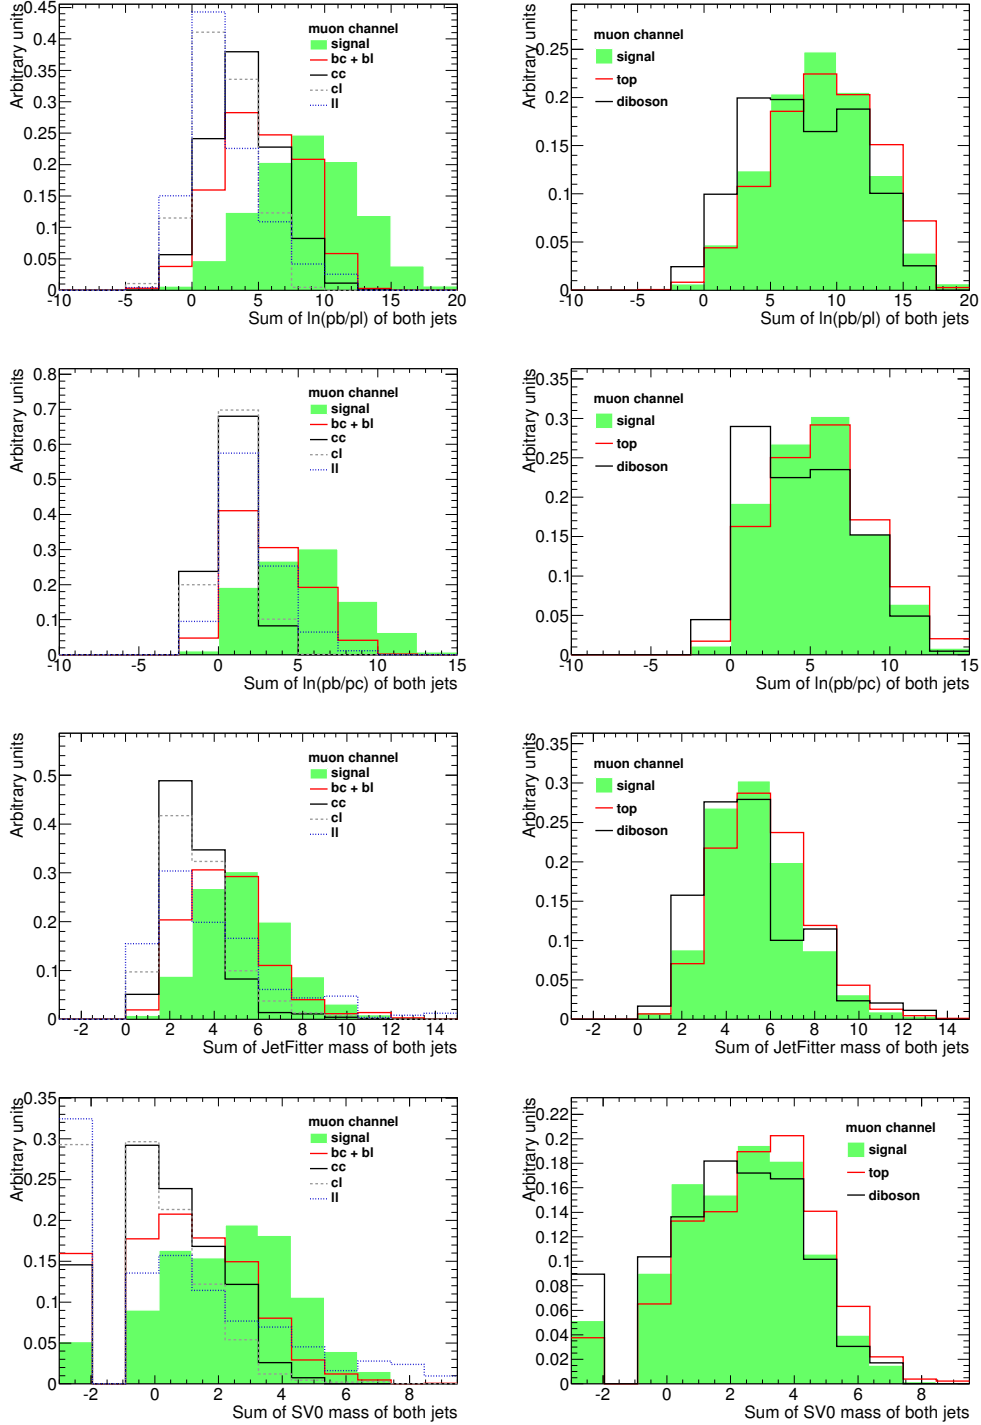 Arbitrary units
0.45
0.4
0.35
0.3
0.25
0.2
0.15
0.1
0.05
0
muon channel
signal
bc + bl
cc
cl
ll
-10 -5 0 5 10 15 20
Sum of ln(pb/pl) of both jets
Arbitrary units
0.25
0.2
0.15
0.1
0.05
0
muon channel
signal
top
diboson
-10 -5 0 5 10 15 20
Sum of ln(pb/pl) of both jets
Arbitrary units
0.8
0.7
0.6
0.5
0.4
0.3
0.2
0.1
0
muon channel
signal
bc + bl
cc
cl
ll
-10 -5 0 5 10 15
Sum of ln(pb/pc) of both jets
Arbitrary units
0.35
0.3
0.25
0.2
0.15
0.1
0.05
0
muon channel
signal
top
diboson
-10 -5 0 5 10 15
Sum of ln(pb/pc) of both jets
Arbitrary units
0.5
0.4
0.3
0.2
0.1
0
muon channel
signal
bc + bl
cc
cl
ll
-2 0 2 4 6 8 10 12 14
Sum of JetFitter mass of both jets
Arbitrary units
0.35
0.3
0.25
0.2
0.15
0.1
0.05
0
muon channel
signal
top
diboson
-2 0 2 4 6 8 10 12 14
Sum of JetFitter mass of both jets
Arbitrary units
0.35
0.3
0.25
0.2
0.15
0.1
0.05
0
muon channel
signal
bc + bl
cc
cl
ll
-2 0 2 4 6 8
Sum of SV0 mass of both jets
Arbitrary units
0.22
0.2
0.18
0.16
0.14
0.12
0.1
0.08
0.06
0.04
0.02
0
muon channel
signal
top
diboson
-2 0 2 4 6 8
Sum of SV0 mass of both jets